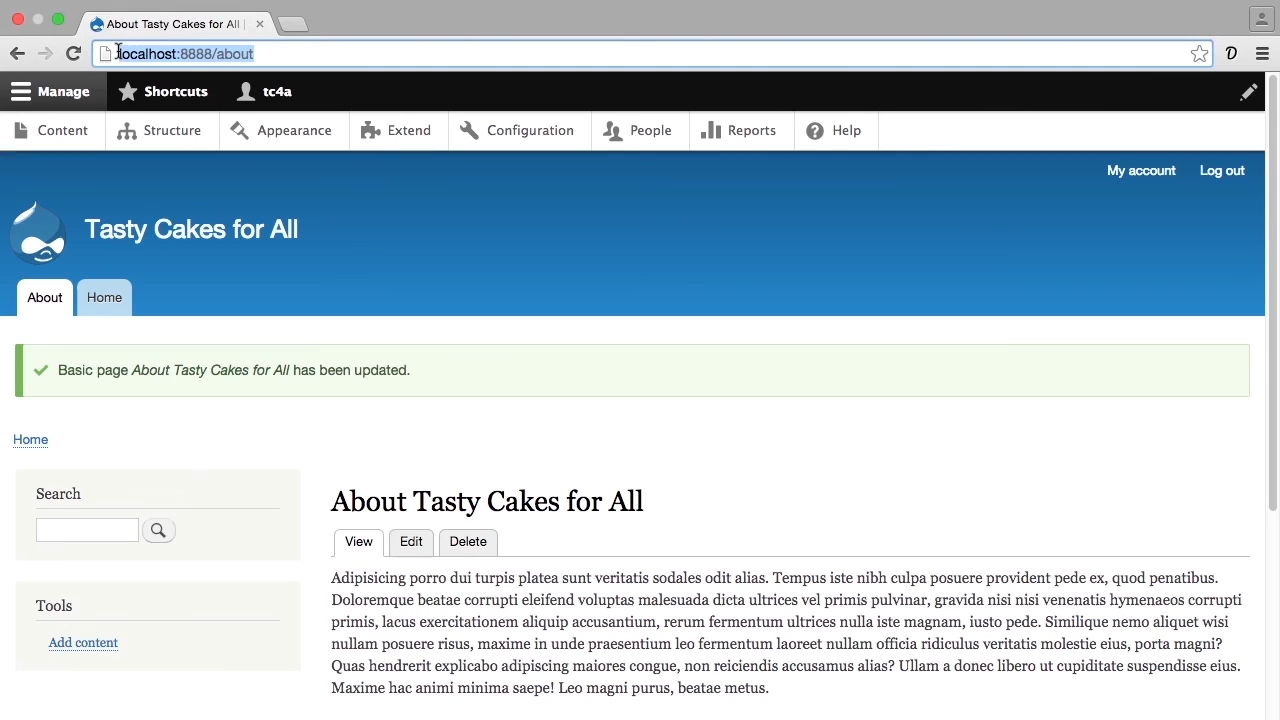 About Tasty Cakes for All |
localhost:8888/about
Manage Shortcuts tc4a
Content Structure Appearance Extend Configuration People Reports Help
My account Log out
Tasty Cakes for All
About Home
Basic page About Tasty Cakes for All has been updated.
Home
Search
About Tasty Cakes for All
View Edit Delete
Tools
Add content
Adipisicing porro dui turpis platea sunt veritatis sodales odit alias. Tempus iste nibh culpa posuere provident pede ex, quod penatibus.
Doloremque beatae corrupti eleifend voluptas malesuada dicta ultrices vel primis pulvinar, gravida nisi nisi venenatis hymenaeos corrupti
primis, lacus exercitationem aliquip accusantium, rerum fermentum ultrices nulla iste magnam, iusto pede. Similique nemo aliquet wisi
nullam posuere risus, maxime in unde praesentium leo fermentum laoreet nullam officia ridiculus veritatis molestie eius, porta magni?
Quas hendrerit explicabo adipiscing maiores congue, non reiciendis accusamus alias? Ullam a donec libero ut cupiditate suspendisse eius.
Maxime hac animi minima saepe! Leo magni purus, beatae metus.